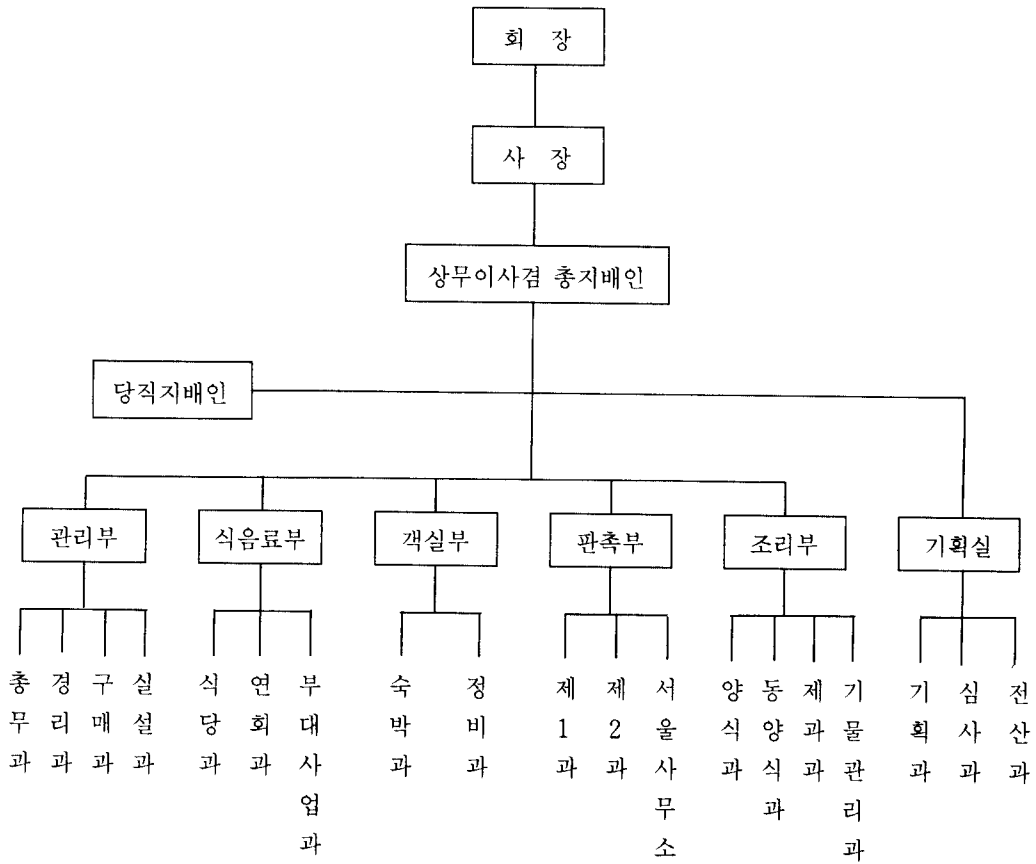 회 장
사 장
상무이사겸 총지배인
당직지배인
관리부
식음료부
객실부
판촉부
조리부
기획실
총무과
경리과
구매과
실설과
식당과
연회과
부대사업과
숙박과
정비과
제1과
제2과
서울사무소
양식과
동양식과
제과과
기물관리과
기획과
심사과
전산과